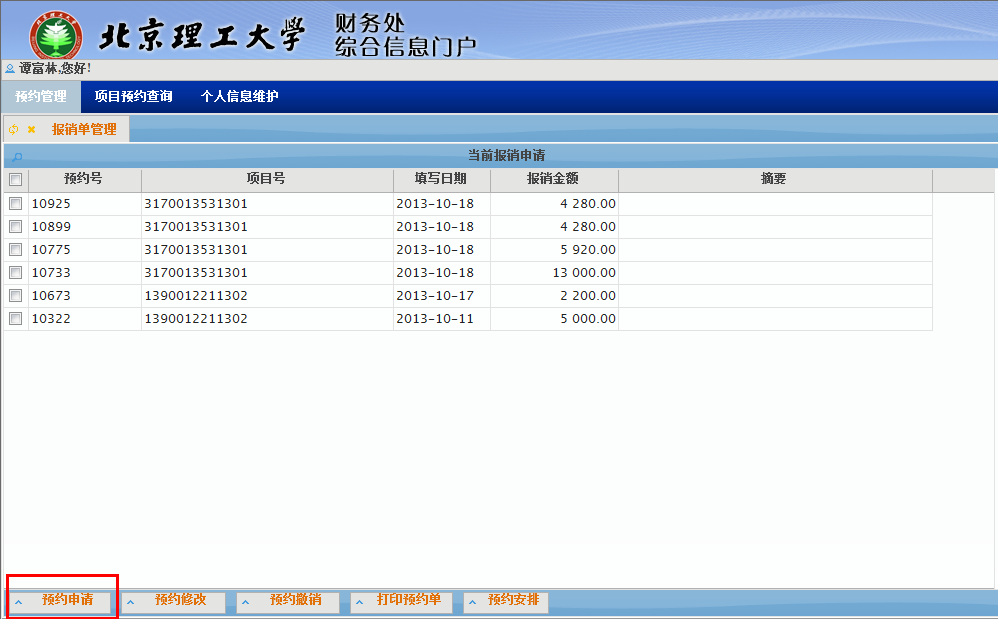 北京理工大学 财务处
综合信息门户
谭富林,您好!
预约管理 项目预约查询 个人信息维护
报销单管理
当前报销申请
预约号 项目号 填写日期 报销金额 摘要
10925 3170013531301 2013-10-18 4 280.00
10899 3170013531301 2013-10-18 4 280.00
10775 3170013531301 2013-10-18 5 920.00
10733 3170013531301 2013-10-18 13 000.00
10673 1390012211302 2013-10-17 2 200.00
10322 1390012211302 2013-10-11 5 000.00
预约申请 预约修改 预约撤销 打印预约单 预约安排